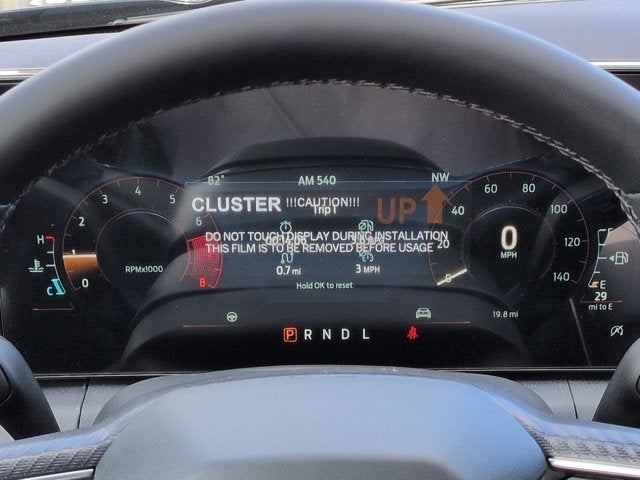 82° AM 540 NW
CLUSTER !!!CAUTION!!! UP
Trip 1
DO NOT TOUCH DISPLAY DURING INSTALLATION
THIS FILM IS TO BE REMOVED BEFORE USAGE
0.7 mi 3 MPH
Hold OK to reset
H
C
0
1
2
3
4
5
6
8
RPMx1000
0
20
40
60
80
100
120
140
0
MPH
F
E
29
mi to E
19.8 mi
P R N D L